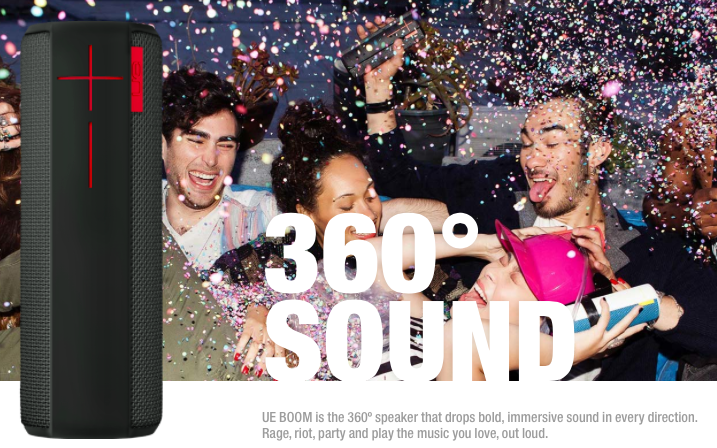 360°
SOUND
UE BOOM is the 360º speaker that drops bold, immersive sound in every direction.
Rage, riot, party and play the music you love, out loud.